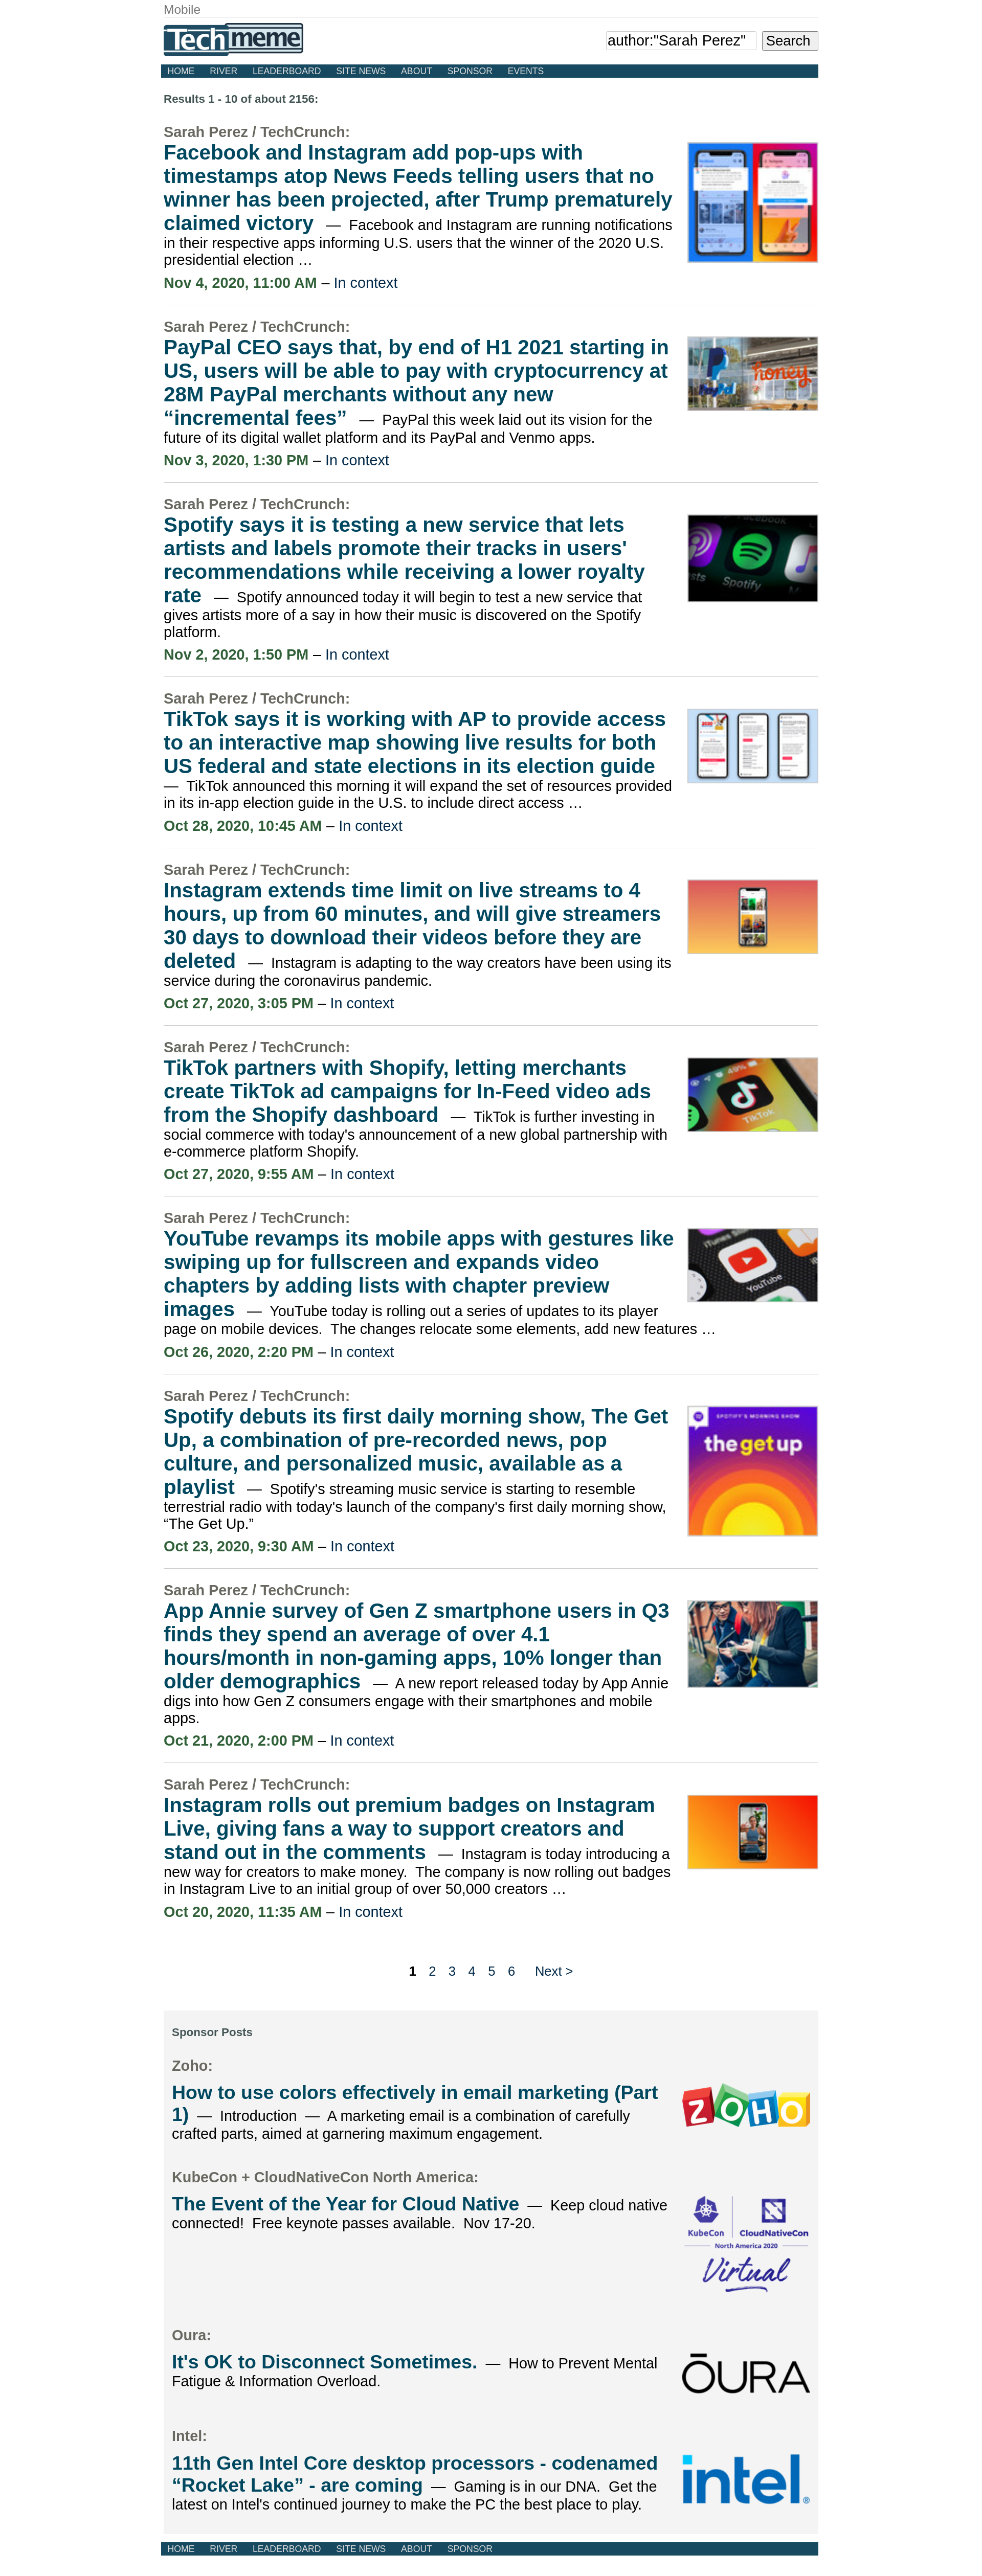 Mobile
Techmeme
author:"Sarah Perez"
Search
HOME RIVER LEADERBOARD SITE NEWS ABOUT SPONSOR EVENTS
Results 1 - 10 of about 2156:
Sarah Perez / TechCrunch:
Facebook and Instagram add pop-ups with
timestamps atop News Feeds telling users that no
winner has been projected, after Trump prematurely
claimed victory — Facebook and Instagram are running notifications
in their respective apps informing U.S. users that the winner of the 2020 U.S.
presidential election …
Nov 4, 2020, 11:00 AM – In context
Sarah Perez / TechCrunch:
PayPal CEO says that, by end of H1 2021 starting in
US, users will be able to pay with cryptocurrency at
28M PayPal merchants without any new
“incremental fees” — PayPal this week laid out its vision for the
future of its digital wallet platform and its PayPal and Venmo apps.
Nov 3, 2020, 1:30 PM – In context
PayPal
honey
Sarah Perez / TechCrunch:
Spotify says it is testing a new service that lets
artists and labels promote their tracks in users'
recommendations while receiving a lower royalty
rate — Spotify announced today it will begin to test a new service that
gives artists more of a say in how their music is discovered on the Spotify
platform.
Nov 2, 2020, 1:50 PM – In context
Spotify
Sarah Perez / TechCrunch:
TikTok says it is working with AP to provide access
to an interactive map showing live results for both
US federal and state elections in its election guide
— TikTok announced this morning it will expand the set of resources provided
in its in-app election guide in the U.S. to include direct access …
Oct 28, 2020, 10:45 AM – In context
Sarah Perez / TechCrunch:
Instagram extends time limit on live streams to 4
hours, up from 60 minutes, and will give streamers
30 days to download their videos before they are
deleted — Instagram is adapting to the way creators have been using its
service during the coronavirus pandemic.
Oct 27, 2020, 3:05 PM – In context
Sarah Perez / TechCrunch:
TikTok partners with Shopify, letting merchants
create TikTok ad campaigns for In-Feed video ads
from the Shopify dashboard — TikTok is further investing in
social commerce with today's announcement of a new global partnership with
e-commerce platform Shopify.
Oct 27, 2020, 9:55 AM – In context
49%
TikTok
Sarah Perez / TechCrunch:
YouTube revamps its mobile apps with gestures like
swiping up for fullscreen and expands video
chapters by adding lists with chapter preview
images — YouTube today is rolling out a series of updates to its player
page on mobile devices. The changes relocate some elements, add new features …
Oct 26, 2020, 2:20 PM – In context
YouTube
Sarah Perez / TechCrunch:
Spotify debuts its first daily morning show, The Get
Up, a combination of pre-recorded news, pop
culture, and personalized music, available as a
playlist — Spotify's streaming music service is starting to resemble
terrestrial radio with today's launch of the company's first daily morning show,
“The Get Up.”
Oct 23, 2020, 9:30 AM – In context
SPOTIFY'S MORNING SHOW
the get up
Sarah Perez / TechCrunch:
App Annie survey of Gen Z smartphone users in Q3
finds they spend an average of over 4.1
hours/month in non-gaming apps, 10% longer than
older demographics — A new report released today by App Annie
digs into how Gen Z consumers engage with their smartphones and mobile
apps.
Oct 21, 2020, 2:00 PM – In context
Sarah Perez / TechCrunch:
Instagram rolls out premium badges on Instagram
Live, giving fans a way to support creators and
stand out in the comments — Instagram is today introducing a
new way for creators to make money. The company is now rolling out badges
in Instagram Live to an initial group of over 50,000 creators …
Oct 20, 2020, 11:35 AM – In context
1 2 3 4 5 6 Next >
Sponsor Posts
Zoho:
How to use colors effectively in email marketing (Part
1) — Introduction — A marketing email is a combination of carefully
crafted parts, aimed at garnering maximum engagement.
ZOHO
KubeCon + CloudNativeCon North America:
The Event of the Year for Cloud Native — Keep cloud native
connected! Free keynote passes available. Nov 17-20.
KubeCon CloudNativeCon
North America 2020
Virtual
Oura:
It's OK to Disconnect Sometimes. — How to Prevent Mental
Fatigue & Information Overload.
ŌURA
Intel:
11th Gen Intel Core desktop processors - codenamed
“Rocket Lake” - are coming — Gaming is in our DNA. Get the
latest on Intel's continued journey to make the PC the best place to play.
intel®
HOME RIVER LEADERBOARD SITE NEWS ABOUT SPONSOR